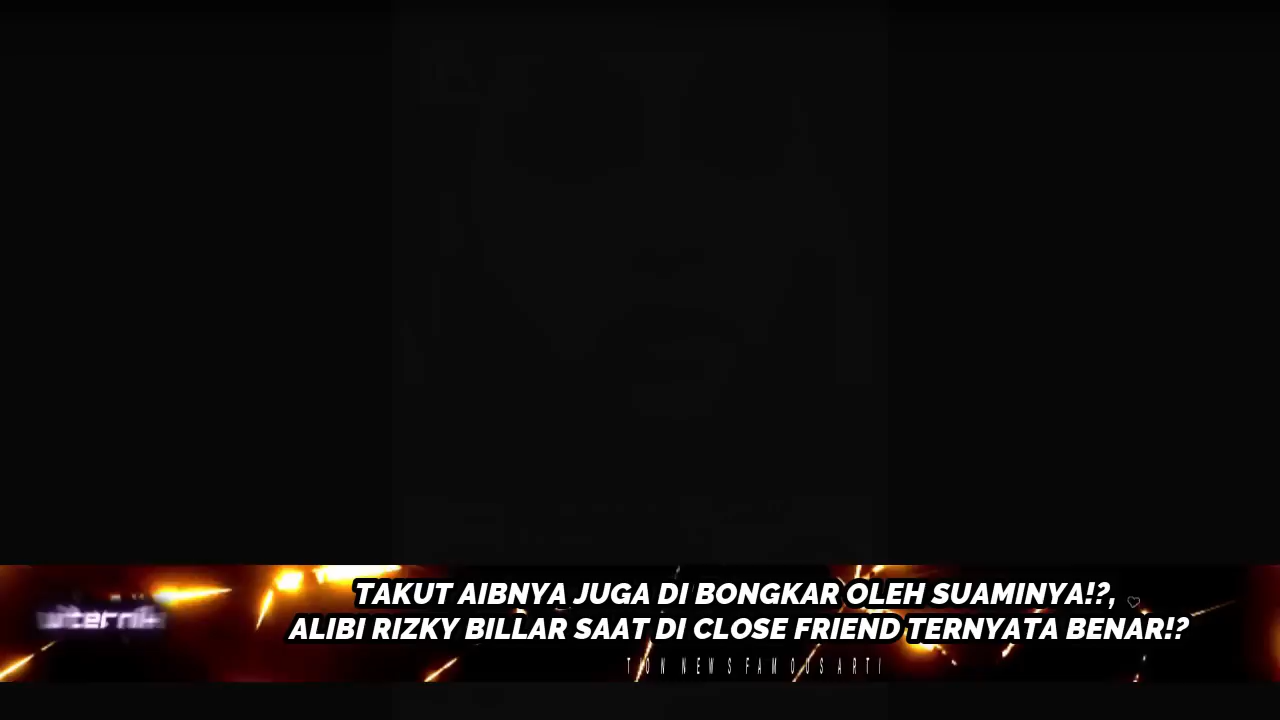 TAKUT AIBNYA JUGA DI BONGKAR OLEH SUAMINYA!?,
ALIBI RIZKY BILLAR SAAT DI CLOSE FRIEND TERNYATA BENAR!?